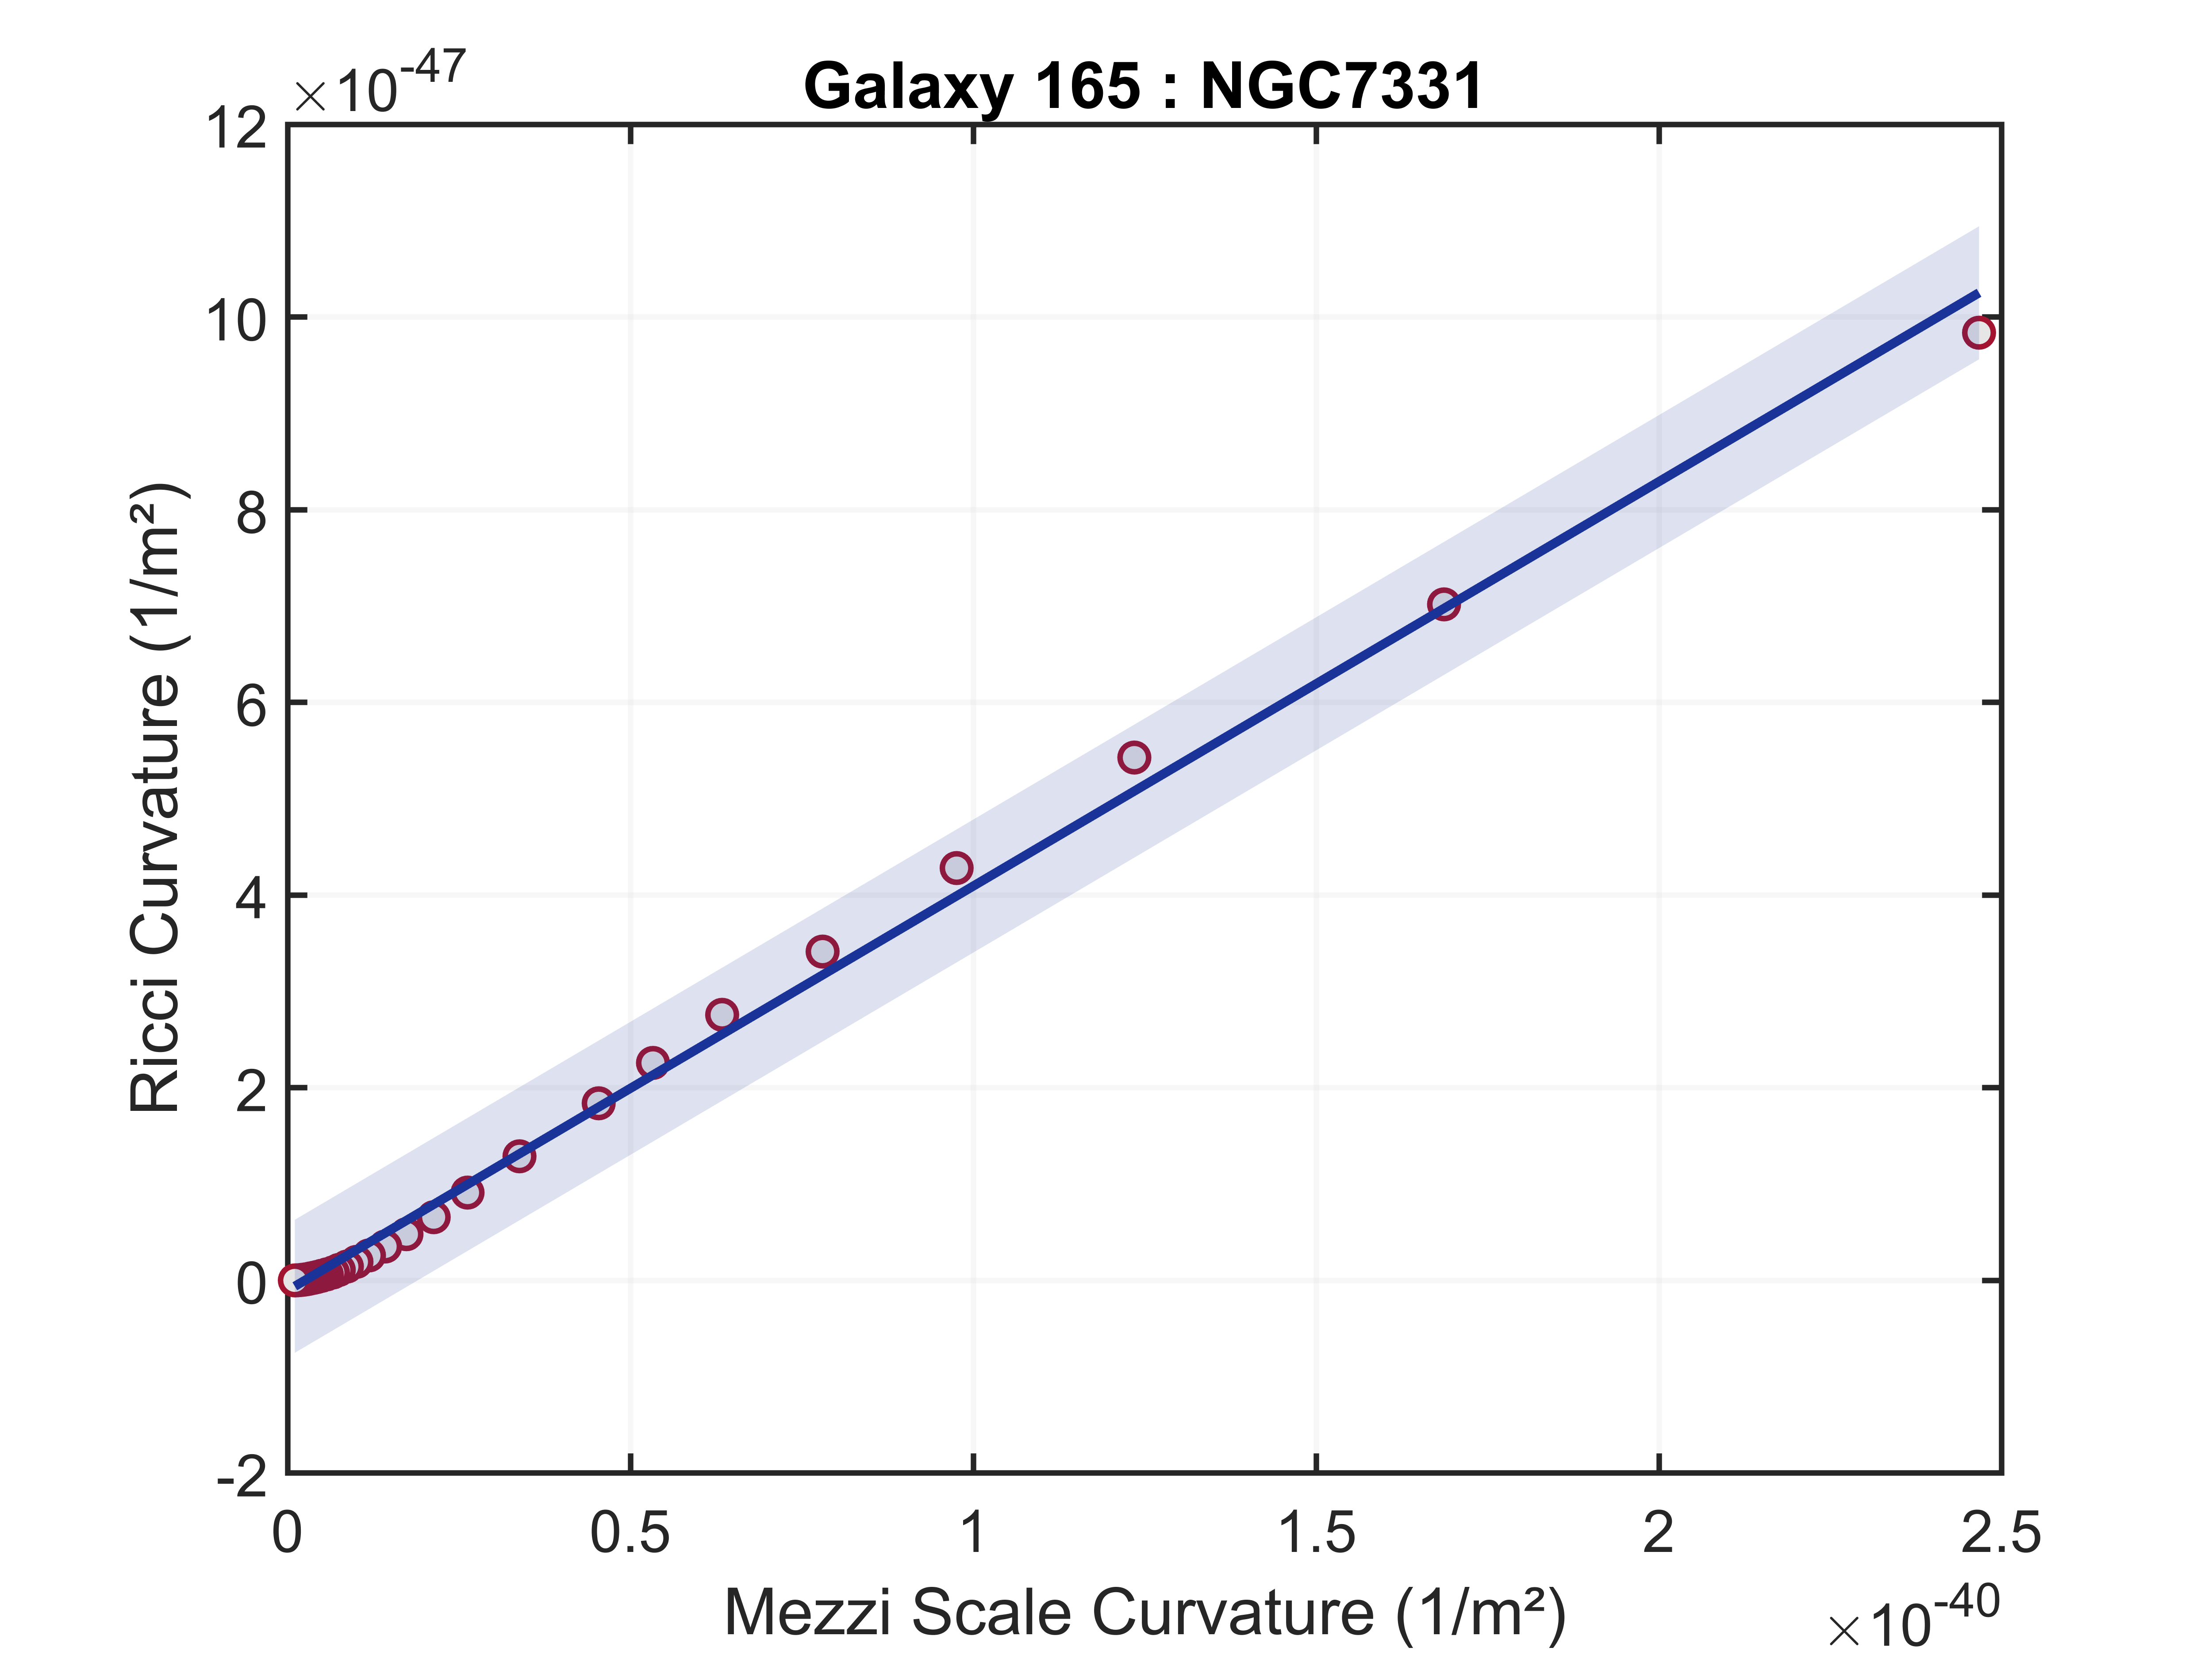 ×10⁻⁴⁷
Galaxy 165 : NGC7331
12
10
8
6
4
2
0
-2
Ricci Curvature (1/m²)
0 0.5 1 1.5 2 2.5
Mezzi Scale Curvature (1/m²)
×10⁻⁴⁰